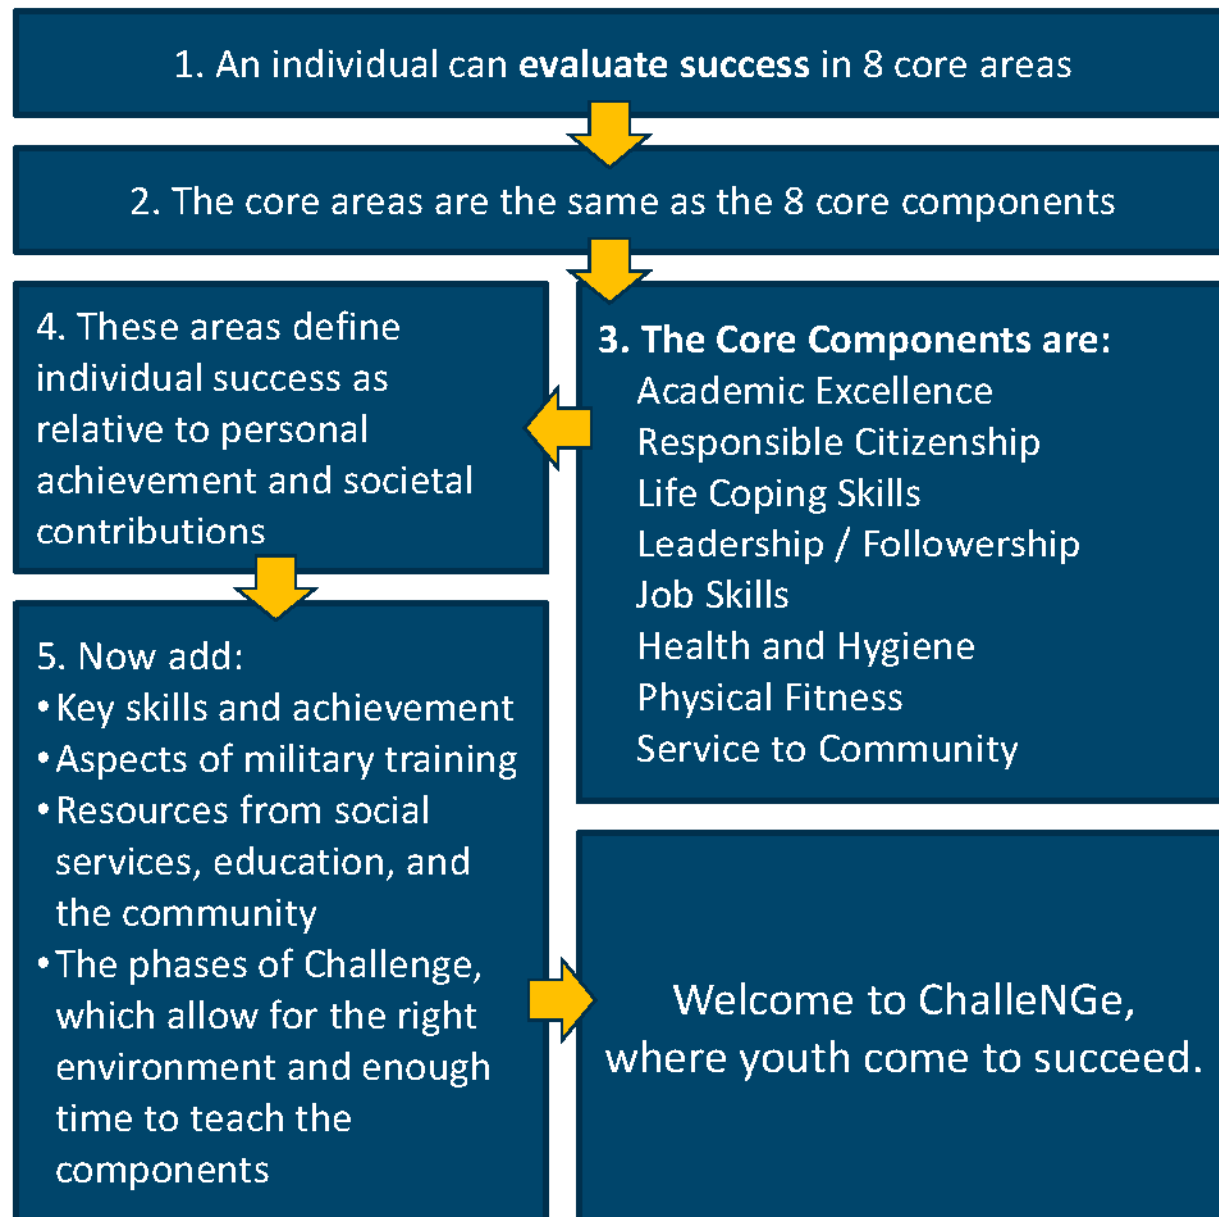 1. An individual can evaluate success in 8 core areas
2. The core areas are the same as the 8 core components
3. The Core Components are:
Academic Excellence
Responsible Citizenship
Life Coping Skills
Leadership / Followership
Job Skills
Health and Hygiene
Physical Fitness
Service to Community
4. These areas define
individual success as
relative to personal
achievement and societal
contributions
5. Now add:
•Key skills and achievement
•Aspects of military training
•Resources from social
services, education, and
the community
•The phases of Challenge,
which allow for the right
environment and enough
time to teach the
components
Welcome to ChalleNGe,
where youth come to succeed.